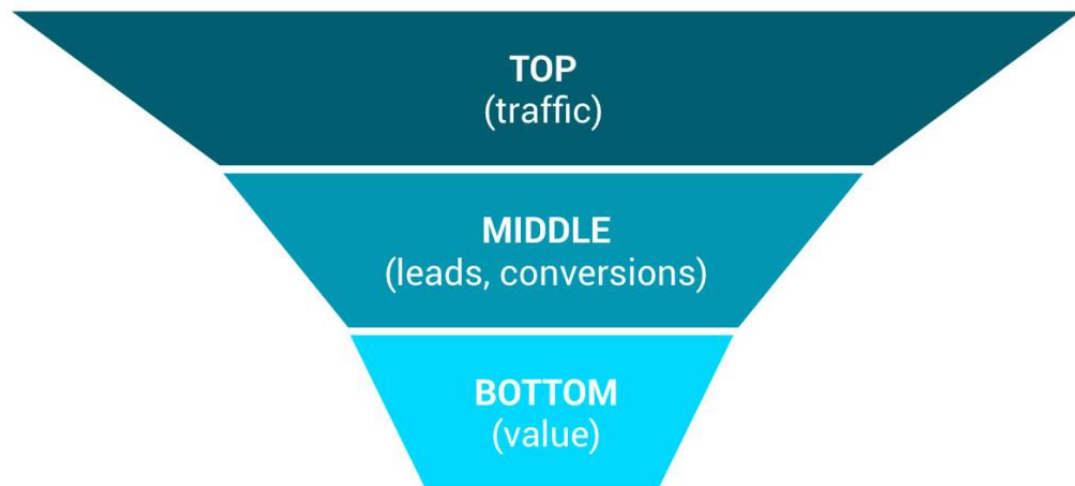 TOP
(traffic)
MIDDLE
(leads, conversions)
BOTTOM
(value)